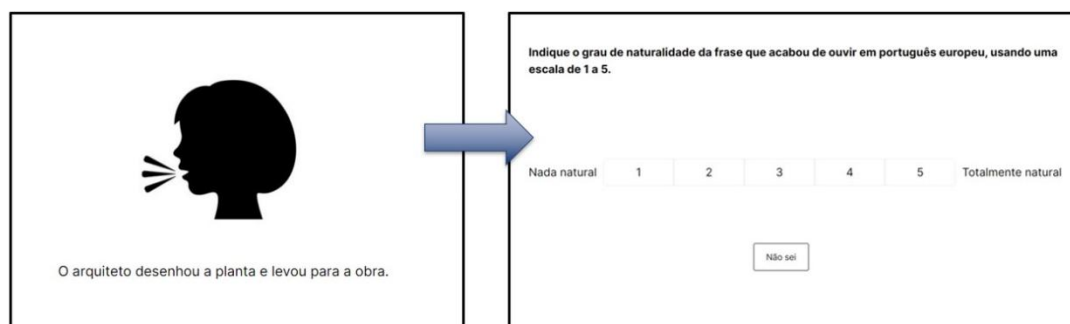 O arquiteto desenhou a planta e levou para a obra.
Indique o grau de naturalidade da frase que acabou de ouvir em português europeu, usando uma
escala de 1 a 5.
Nada natural 1 2 3 4 5 Totalmente natural
Não sei